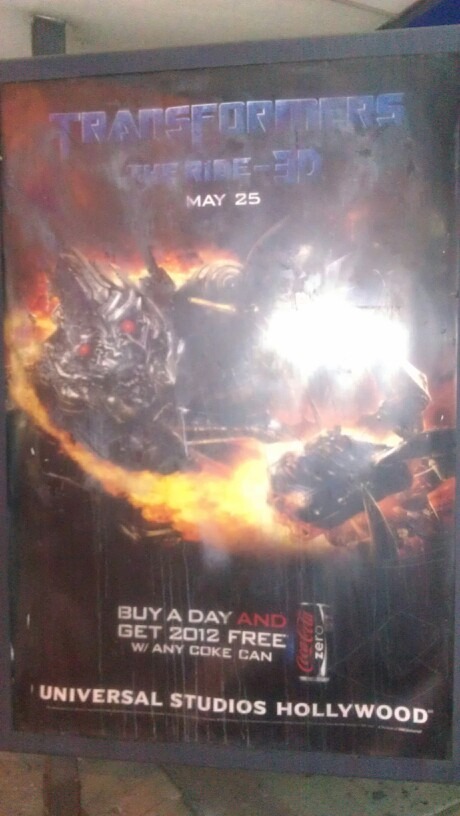 TRANSFORMERS
THE RIDE-3D
MAY 25
BUY A DAY AND
GET 2012 FREE
W/ ANY COKE CAN
Coca-Cola
zero
UNIVERSAL STUDIOS HOLLYWOOD